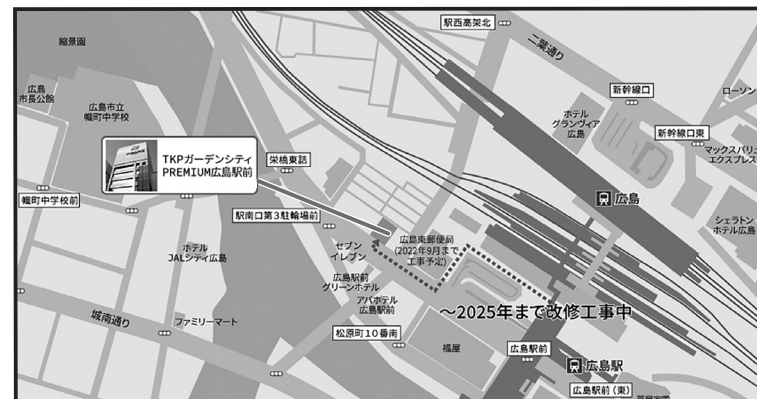 駅西高架北
二葉通り
縮景園
新幹線口
ローソン
広島
市長公館
広島市立
幟町中学校
ホテル
グランヴィア
広島
新幹線口東
マックスバリュ
エクスプレス
TKPガーデンシティ
PREMIUM広島駅前
栄橋東詰
幟町中学校前
広島
駅南口第3駐輪場前
シェラトン
ホテル広島
ホテル
JALシティ広島
セブン
イレブン
広島東郵便局
(2022年9月まで
工事予定)
広島駅前
グリーンホテル
アパホテル
広島駅前
〜2025年まで改修工事中
城南通り
ファミリーマート
松原町10番南
福屋
広島駅前
広島駅
広島駅前(東)